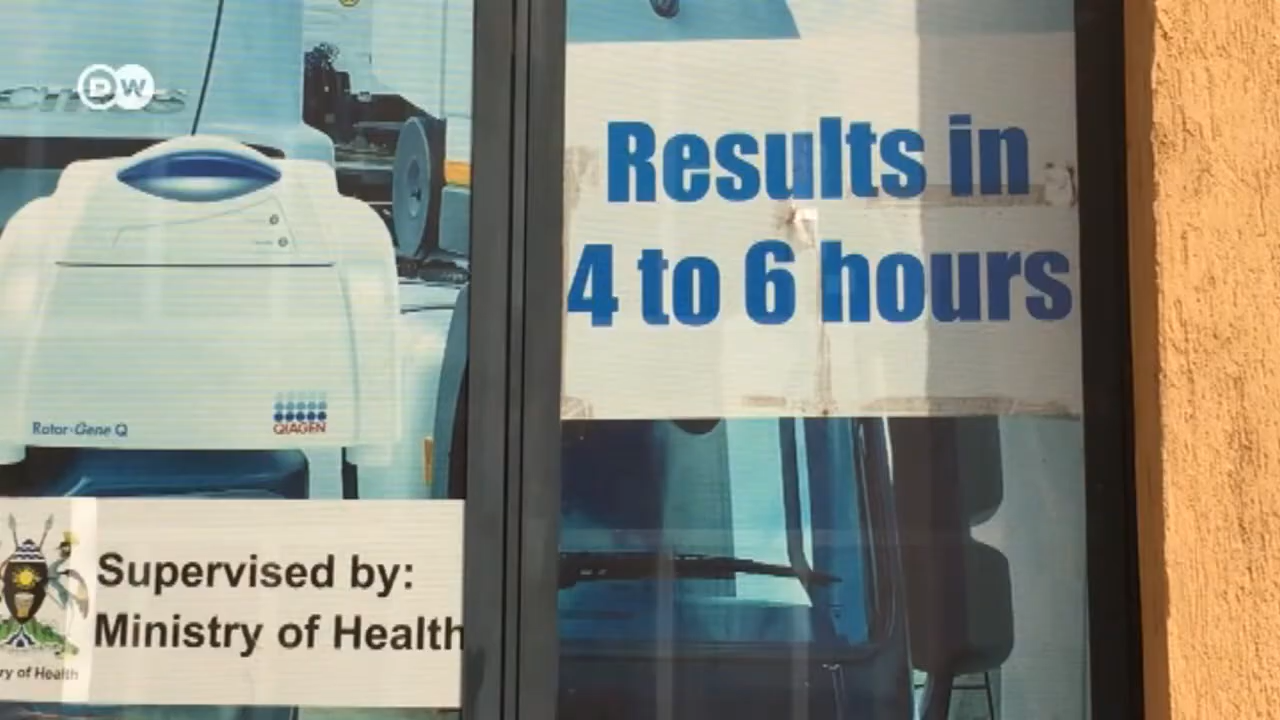 DW
Results in
4 to 6 hours
Rotor-Gene Q
QIAGEN
Supervised by:
Ministry of Health
ry of Health